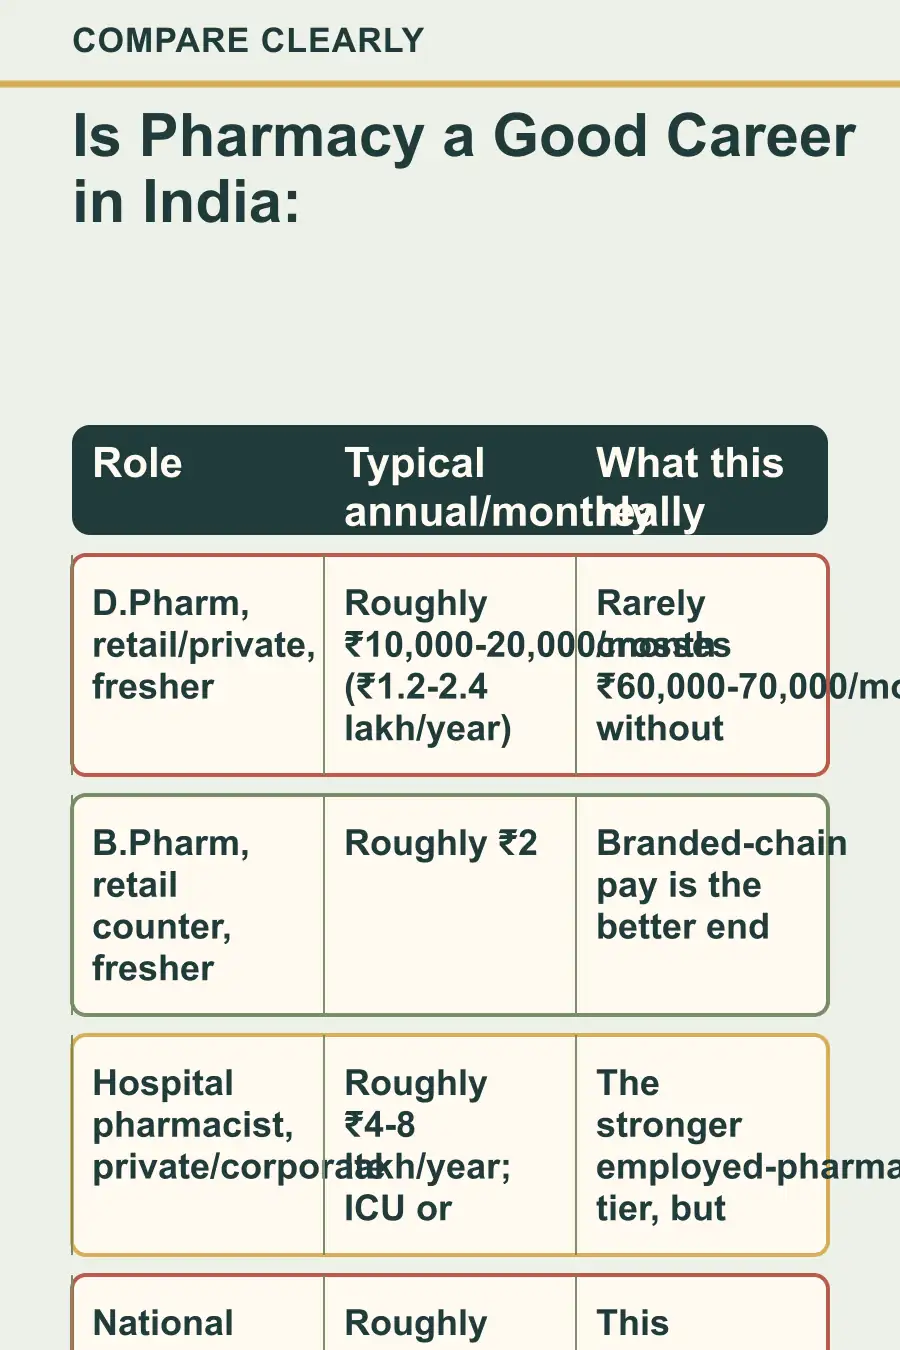 COMPARE CLEARLY
Is Pharmacy a Good Career
in India:
Role
Typical
annual/monthly
What this
really
D.Pharm,
retail/private,
fresher
Roughly
₹10,000-20,000/month
(₹1.2-2.4
lakh/year)
Rarely
crosses
₹60,000-70,000/mo
without
B.Pharm,
retail
counter,
fresher
Roughly ₹2
Branded-chain
pay is the
better end
Hospital
pharmacist,
private/corporate
Roughly
₹4-8
lakh/year;
ICU or
The
stronger
employed-pharma
tier, but
National
Roughly
This